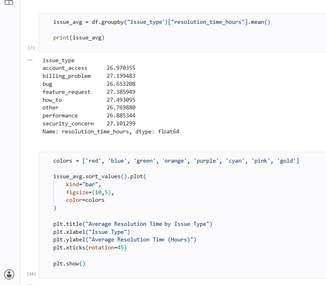 issue_avg = df.groupby("issue_type")["resolution_time_hours"].mean()
print(issue_avg)
issue_type
account_access 26.970355
billing_problem 27.199483
bug 26.653208
feature_request 27.385949
how_to 27.493095
other 26.769880
performance 26.885344
security_concern 27.101299
Name: resolution_time_hours, dtype: float64
colors = ['red', 'blue', 'green', 'orange', 'purple', 'cyan', 'pink', 'gold']
issue_avg.sort_values().plot(
kind="bar",
figsize=(10,5),
color=colors
)
plt.title("Average Resolution Time by Issue Type")
plt.xlabel("Issue Type")
plt.ylabel("Average Resolution Time (Hours)")
plt.xticks(rotation=45)
plt.show()